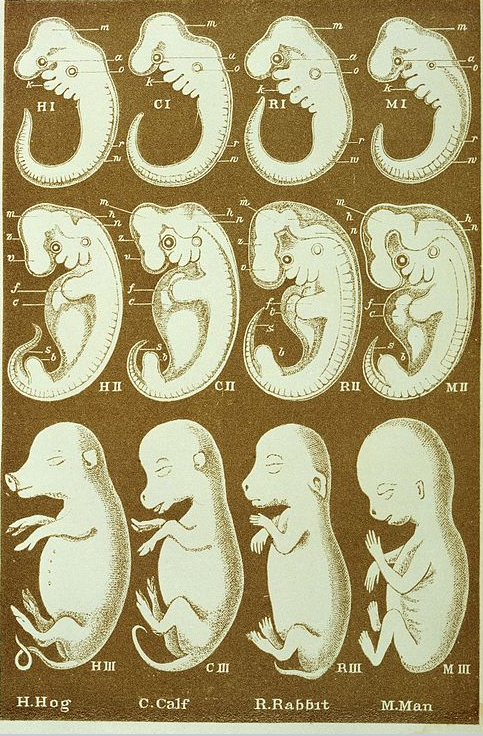 m m m m
a u a a
o o o o
k k k k
H I C I R I M I
r r r r
n n w n
m m m m
h h h h
n n n
z z
v v v
f f f f
e e b e
s s s
b b b b
H II C II R II M II
H III C III R III M III
H. Hog C. Calf R. Rabbit M. Man